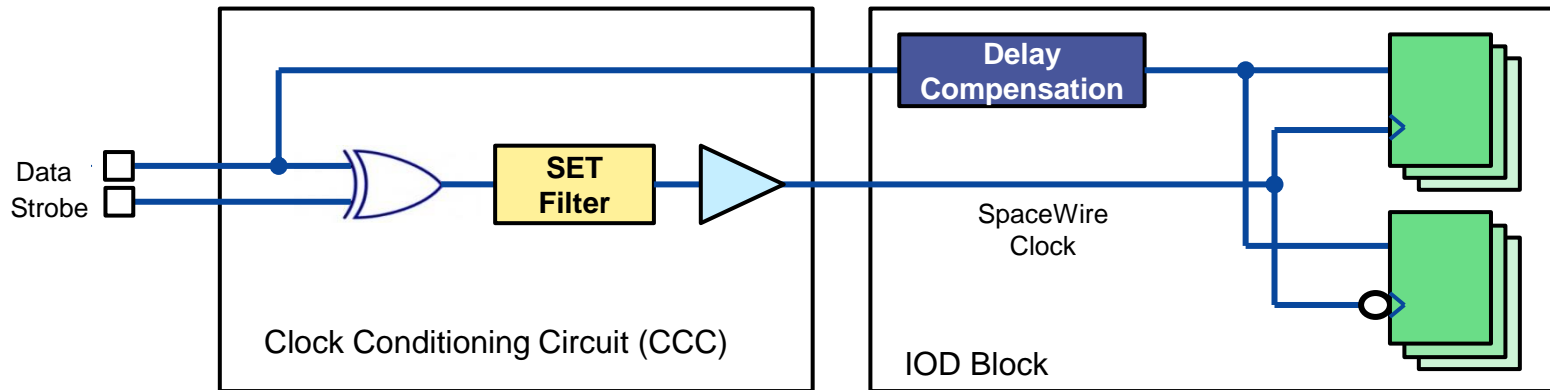 Data
Strobe
SET
Filter
Clock Conditioning Circuit (CCC)
Delay
Compensation
SpaceWire
Clock
IOD Block